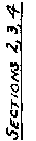 SECTIONS 2, 3, 4